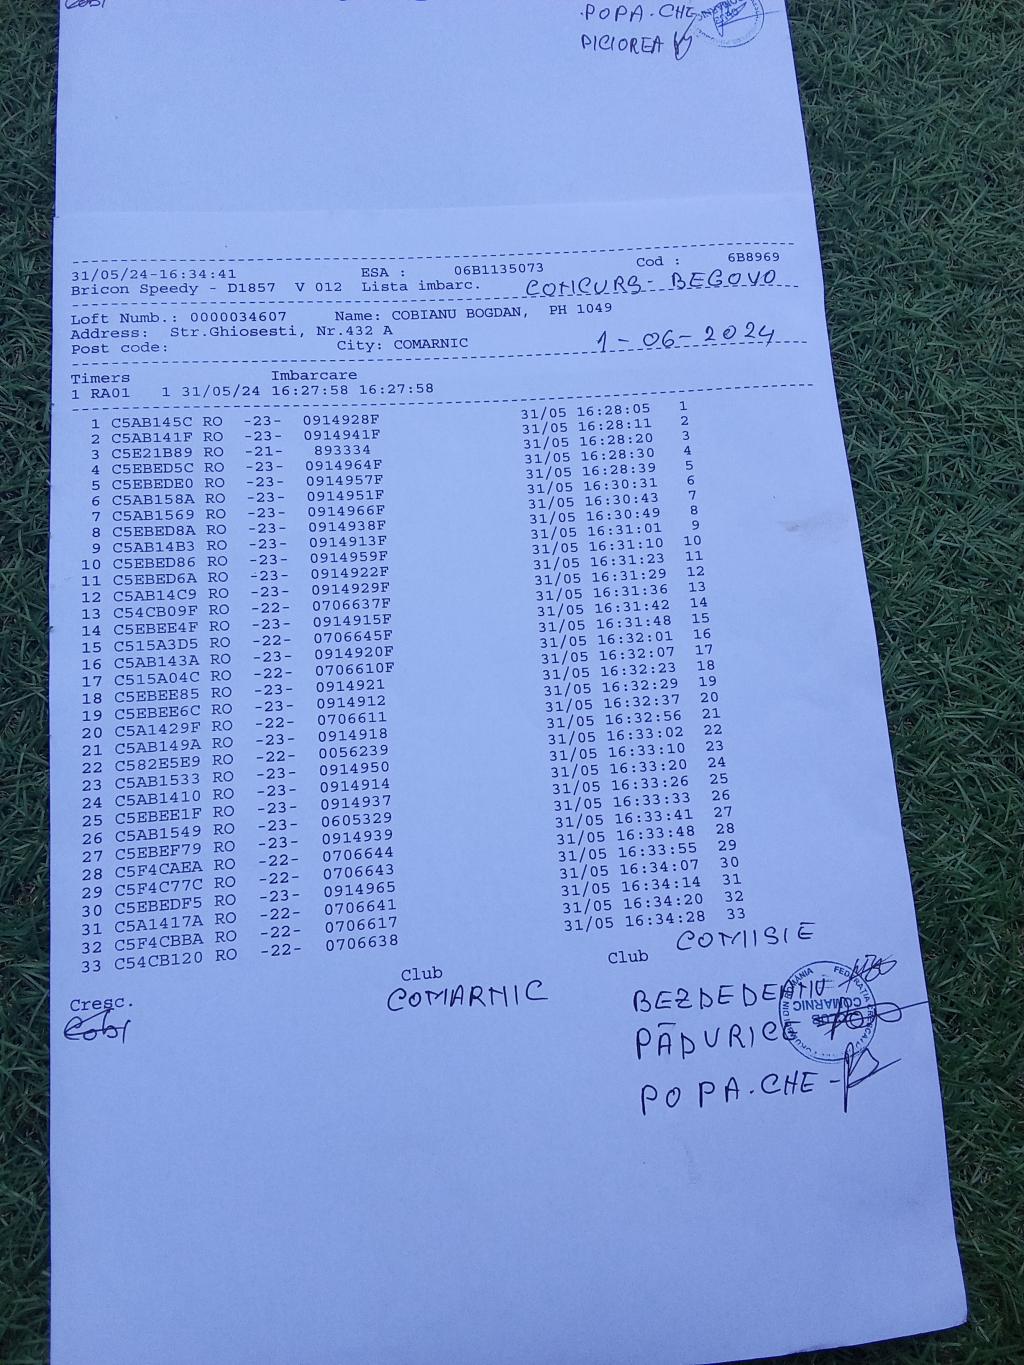 Cobi
POPA.CHE
PICIOREA
31/05/24-16:34:41 ESA : 06B1135073 Cod : 6B8969
Bricon Speedy - D1857 V 012 Lista imbarc. CONCURS - BEGOVO
Loft Numb.: 0000034607 Name: COBIANU BOGDAN, PH 1049
Address: Str.Ghiosesti, Nr.432 A
Post code: City: COMARNIC 1-06-2024
Timers Imbarcare
1 RA01 1 31/05/24 16:27:58 16:27:58
1 C5AB145C RO -23- 0914928F 31/05 16:28:05 1
2 C5AB141F RO -23- 0914941F 31/05 16:28:11 2
3 C5E21B89 RO -21- 893334 31/05 16:28:20 3
4 C5EBED5C RO -23- 0914964F 31/05 16:28:30 4
5 C5EBEDE0 RO -23- 0914957F 31/05 16:28:39 5
6 C5AB158A RO -23- 0914951F 31/05 16:30:31 6
7 C5AB1569 RO -23- 0914966F 31/05 16:30:43 7
8 C5EBED8A RO -23- 0914938F 31/05 16:30:49 8
9 C5AB14B3 RO -23- 0914913F 31/05 16:31:01 9
10 C5EBED86 RO -23- 0914959F 31/05 16:31:10 10
11 C5EBED6A RO -23- 0914922F 31/05 16:31:23 11
12 C5AB14C9 RO -23- 0914929F 31/05 16:31:29 12
13 C54CB09F RO -22- 0706637F 31/05 16:31:36 13
14 C5EBEE4F RO -23- 0914915F 31/05 16:31:42 14
15 C515A3D5 RO -22- 0706645F 31/05 16:31:48 15
16 C5AB143A RO -23- 0914920F 31/05 16:32:01 16
17 C515A04C RO -22- 0706610F 31/05 16:32:07 17
18 C5EBEE85 RO -23- 0914921 31/05 16:32:23 18
19 C5EBEE6C RO -23- 0914912 31/05 16:32:29 19
20 C5A1429F RO -22- 0706611 31/05 16:32:37 20
21 C5AB149A RO -23- 0914918 31/05 16:32:56 21
22 C582E5E9 RO -22- 0056239 31/05 16:33:02 22
23 C5AB1533 RO -23- 0914950 31/05 16:33:10 23
24 C5AB1410 RO -23- 0914914 31/05 16:33:20 24
25 C5EBEE1F RO -23- 0914937 31/05 16:33:26 25
26 C5AB1549 RO -23- 0605329 31/05 16:33:33 26
27 C5EBEF79 RO -23- 0914939 31/05 16:33:41 27
28 C5F4CAEA RO -22- 0706644 31/05 16:33:48 28
29 C5F4C77C RO -22- 0706643 31/05 16:33:55 29
30 C5EBEDF5 RO -23- 0914965 31/05 16:34:07 30
31 C5A1417A RO -22- 0706641 31/05 16:34:14 31
32 C5F4CBBA RO -22- 0706617 31/05 16:34:20 32
33 C54CB120 RO -22- 0706638 31/05 16:34:28 33
Cresc. Club Club COMISIE
Cobi COMARNIC BEZDEDEANU
PĂDURICE
POPA.CHE -
CLUB
COMARNIC